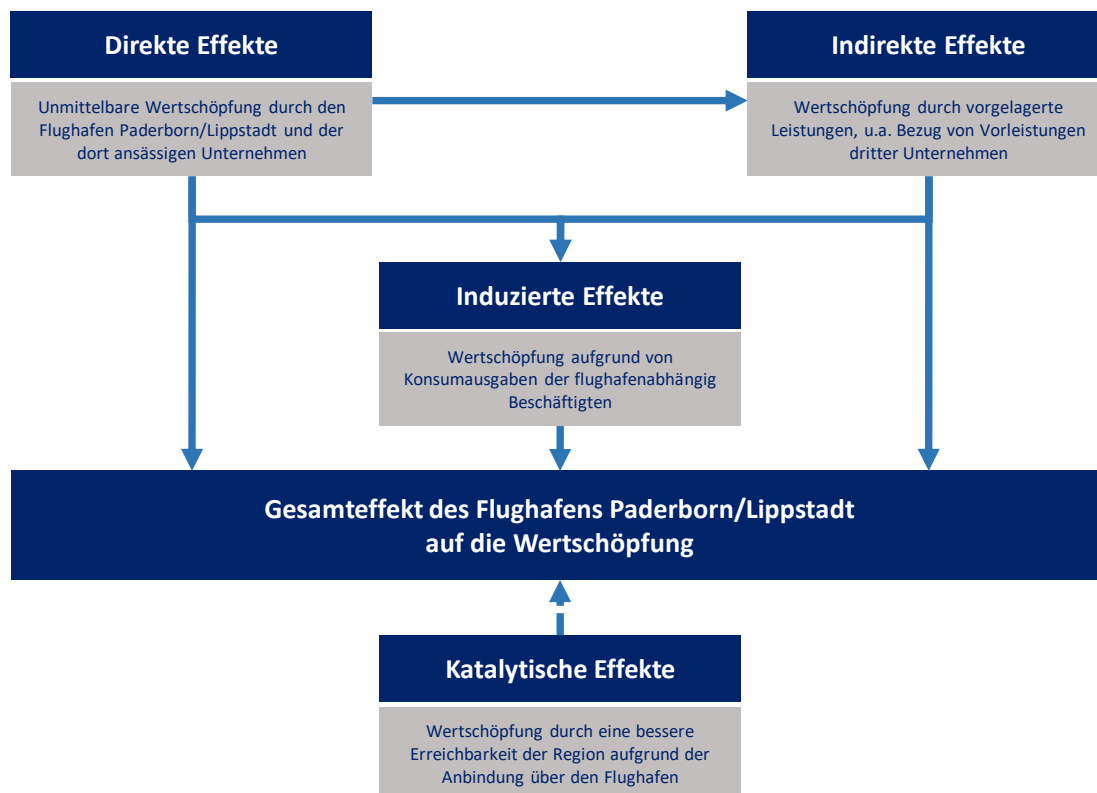 Direkte Effekte
Unmittelbare Wertschöpfung durch den
Flughafen Paderborn/Lippstadt und der
dort ansässigen Unternehmen
Indirekte Effekte
Wertschöpfung durch vorgelagerte
Leistungen, u.a. Bezug von Vorleistungen
dritter Unternehmen
Induzierte Effekte
Wertschöpfung aufgrund von
Konsumausgaben der flughafenabhängig
Beschäftigten
Gesamteffekt des Flughafens Paderborn/Lippstadt
auf die Wertschöpfung
Katalytische Effekte
Wertschöpfung durch eine bessere
Erreichbarkeit der Region aufgrund der
Anbindung über den Flughafen